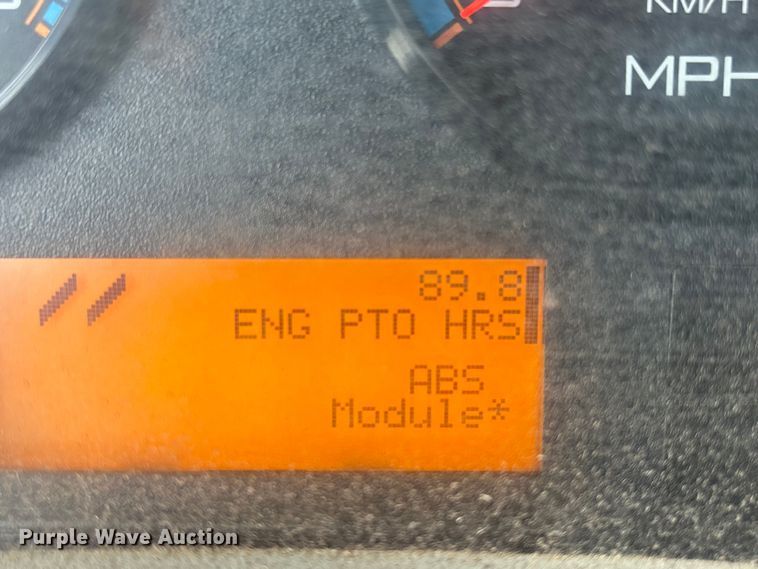 KM/H
MPH
89.8
ENG PTO HRS
ABS
Module*
Purple Wave Auction